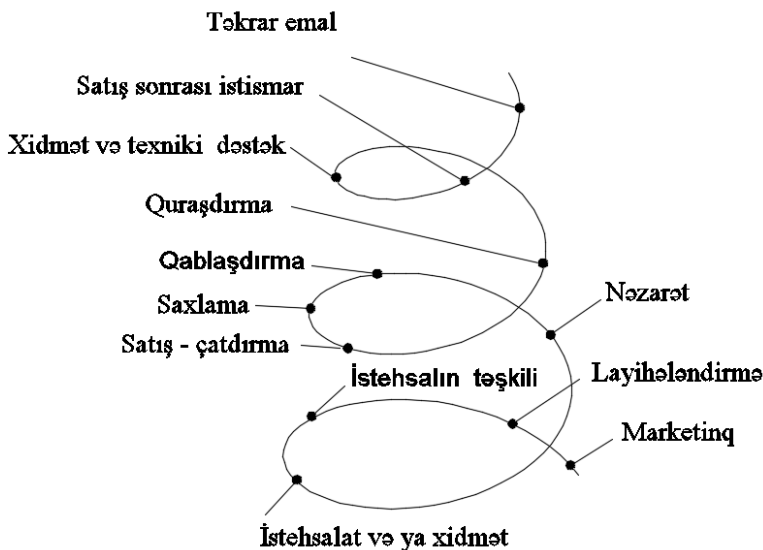 Təkrar emal
Satış sonrası istismar
Xidmət və texniki dəstək
Quraşdırma
Qablaşdırma
Nəzarət
Saxlama
Satış - çatdırma
İstehsalın təşkili
Layihələndirmə
Marketinq
İstehsalat və ya xidmət